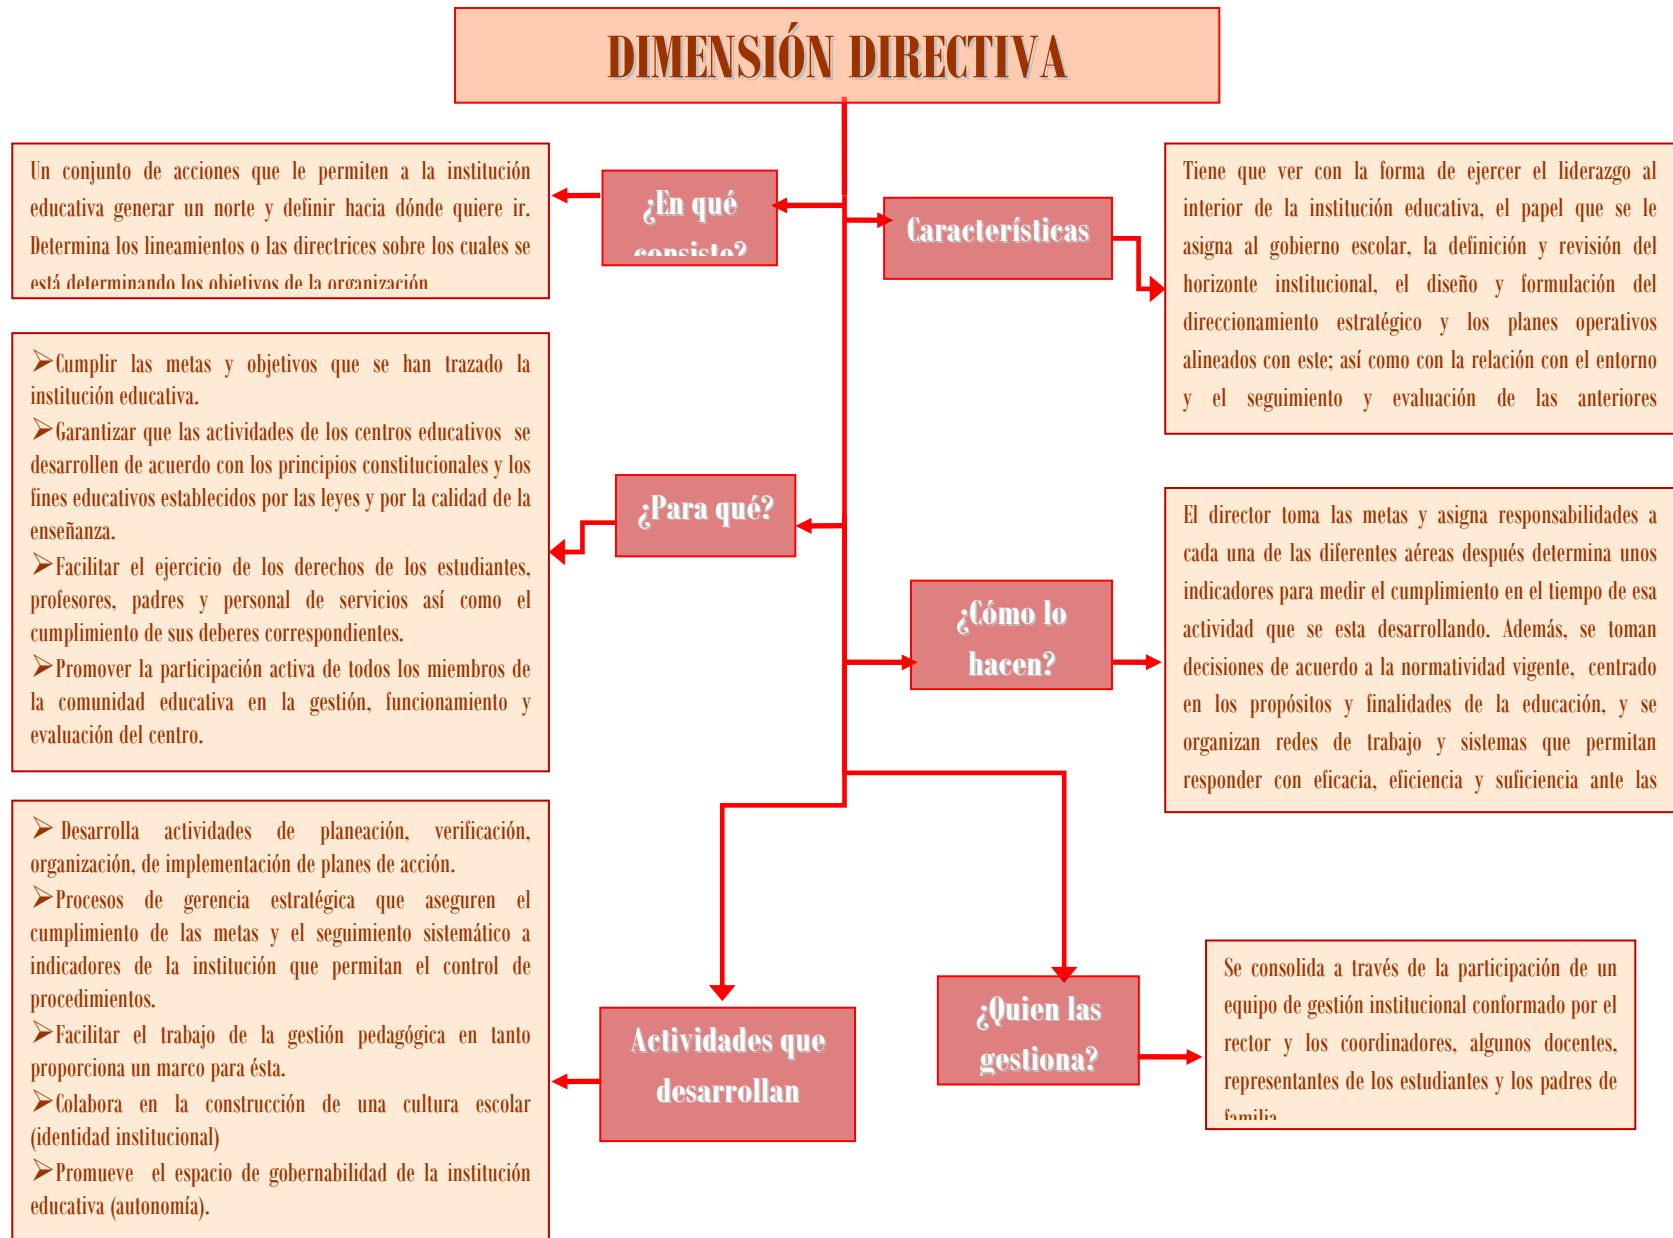 DIMENSIÓN DIRECTIVA
¿En qué
consiste?
Un conjunto de acciones que le permiten a la institución
educativa generar un norte y definir hacia dónde quiere ir.
Determina los lineamientos o las directrices sobre los cuales se
está determinando los objetivos de la organización
Características
Tiene que ver con la forma de ejercer el liderazgo al
interior de la institución educativa, el papel que se le
asigna al gobierno escolar, la definición y revisión del
horizonte institucional, el diseño y formulación del
direccionamiento estratégico y los planes operativos
alineados con este; así como con la relación con el entorno
y el seguimiento y evaluación de las anteriores
¿Para qué?
➢Cumplir las metas y objetivos que se han trazado la
institución educativa.
➢Garantizar que las actividades de los centros educativos se
desarrollen de acuerdo con los principios constitucionales y los
fines educativos establecidos por las leyes y por la calidad de la
enseñanza.
➢Facilitar el ejercicio de los derechos de los estudiantes,
profesores, padres y personal de servicios así como el
cumplimiento de sus deberes correspondientes.
➢Promover la participación activa de todos los miembros de
la comunidad educativa en la gestión, funcionamiento y
evaluación del centro.
¿Cómo lo
hacen?
El director toma las metas y asigna responsabilidades a
cada una de las diferentes aéreas después determina unos
indicadores para medir el cumplimiento en el tiempo de esa
actividad que se esta desarrollando. Además, se toman
decisiones de acuerdo a la normatividad vigente, centrado
en los propósitos y finalidades de la educación, y se
organizan redes de trabajo y sistemas que permitan
responder con eficacia, eficiencia y suficiencia ante las
Actividades que
desarrollan
➢ Desarrolla actividades de planeación, verificación,
organización, de implementación de planes de acción.
➢Procesos de gerencia estratégica que aseguren el
cumplimiento de las metas y el seguimiento sistemático a
indicadores de la institución que permitan el control de
procedimientos.
➢Facilitar el trabajo de la gestión pedagógica en tanto
proporciona un marco para ésta.
➢Colabora en la construcción de una cultura escolar
(identidad institucional)
➢Promueve el espacio de gobernabilidad de la institución
educativa (autonomía).
¿Quien las
gestiona?
Se consolida a través de la participación de un
equipo de gestión institucional conformado por el
rector y los coordinadores, algunos docentes,
representantes de los estudiantes y los padres de
familia